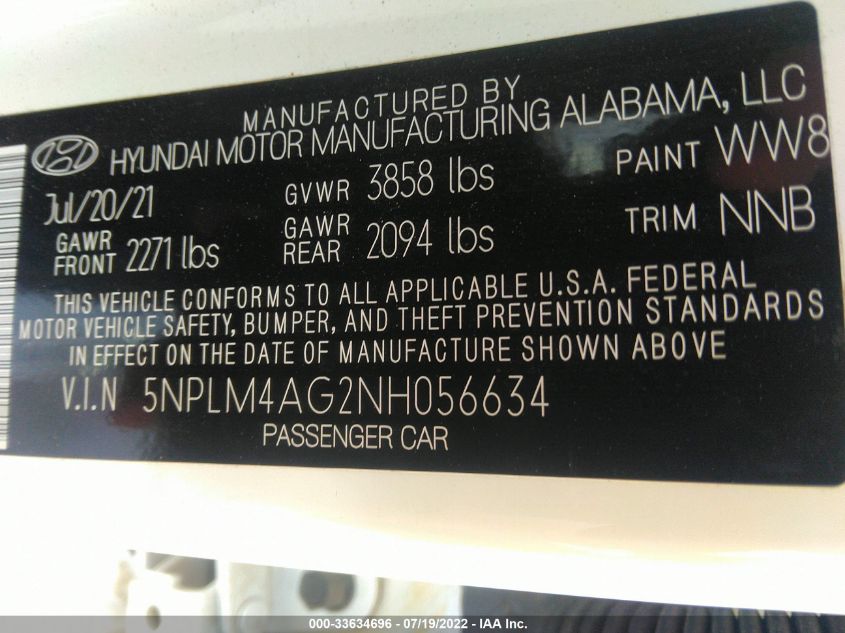 MANUFACTURED BY
HYUNDAI MOTOR MANUFACTURING ALABAMA, LLC
Jul/20/21 GVWR 3858 lbs PAINT WW8
GAWR FRONT 2271 lbs GAWR REAR 2094 lbs TRIM NNB
THIS VEHICLE CONFORMS TO ALL APPLICABLE U.S.A. FEDERAL
MOTOR VEHICLE SAFETY, BUMPER, AND THEFT PREVENTION STANDARDS
IN EFFECT ON THE DATE OF MANUFACTURE SHOWN ABOVE
V.I.N 5NPLM4AG2NH056634
PASSENGER CAR
000-33634696 - 07/19/2022 - IAA Inc.